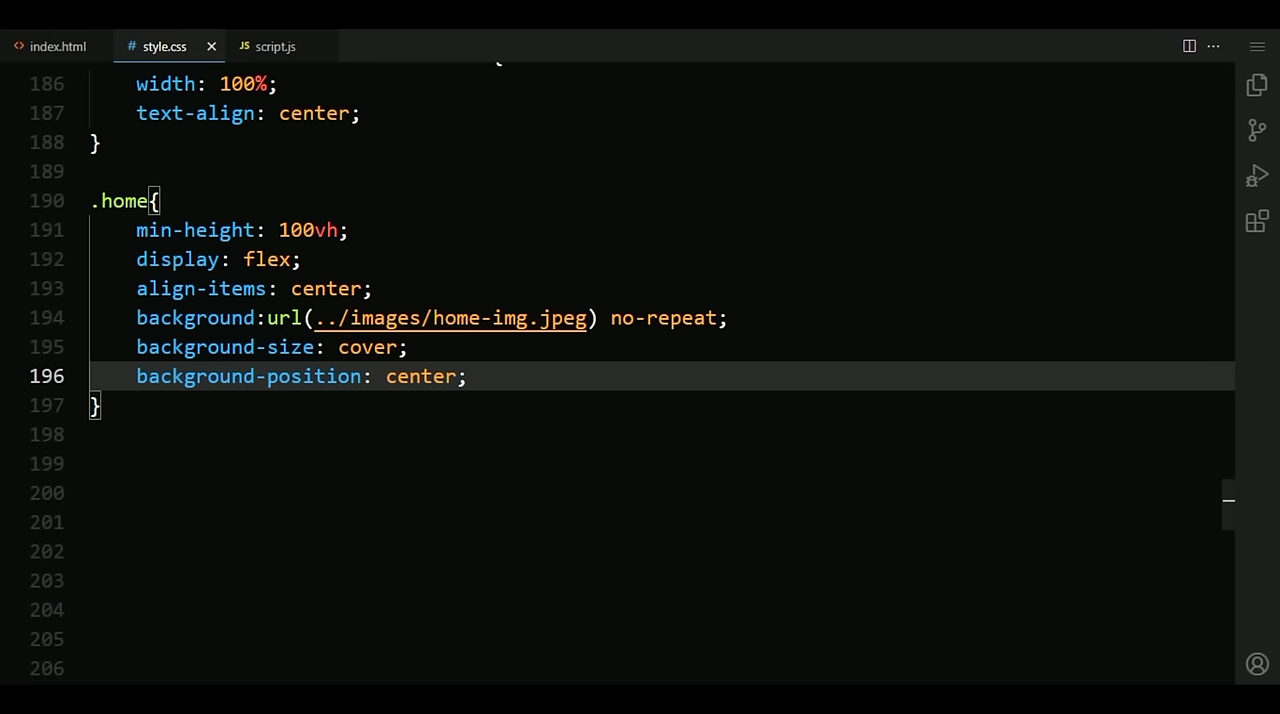 index.html # style.css × JS script.js ···
{
186 width: 100%;
187 text-align: center;
188 }
189
190 .home{
191 min-height: 100vh;
192 display: flex;
193 align-items: center;
194 background:url(../images/home-img.jpeg) no-repeat;
195 background-size: cover;
196 background-position: center;
197 }
198
199
200
201
202
203
204
205
206